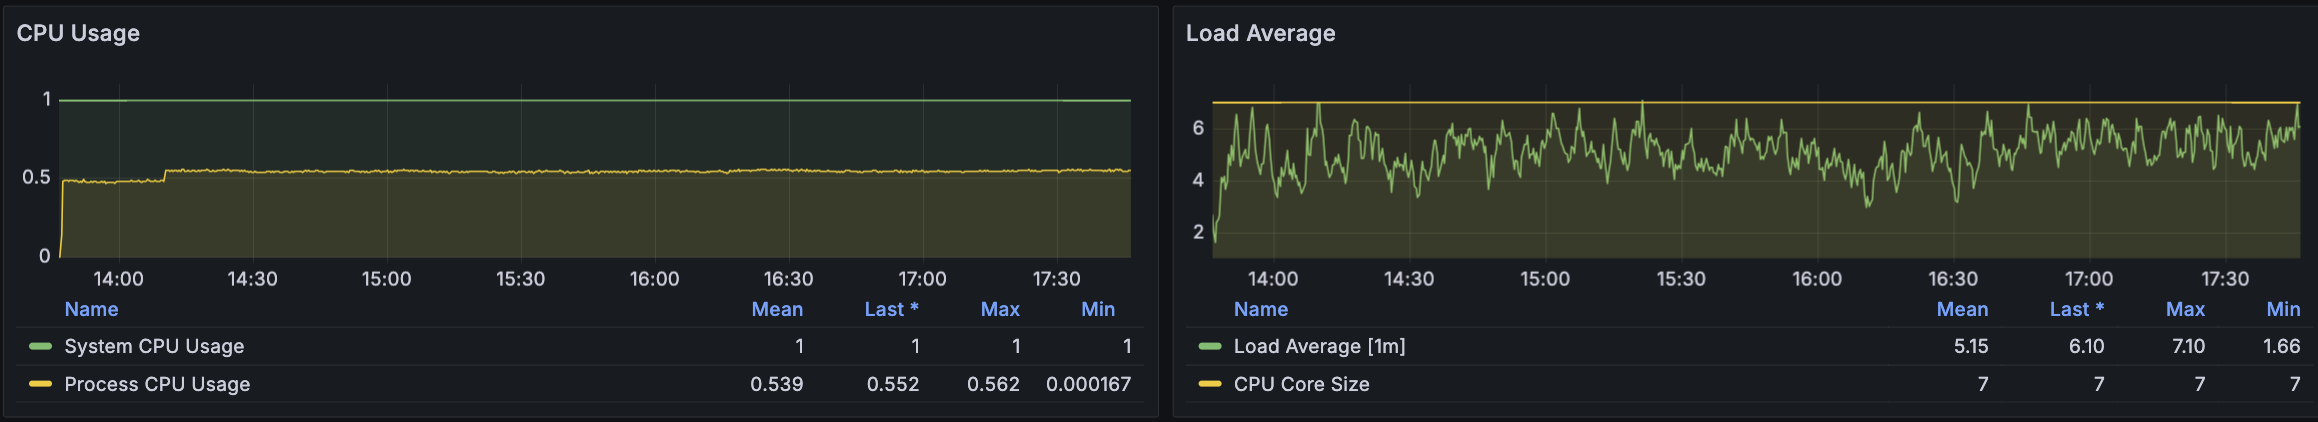 CPU Usage
1
0.5
0
14:00 14:30 15:00 15:30 16:00 16:30 17:00 17:30
Name Mean Last * Max Min
System CPU Usage 1 1 1 1
Process CPU Usage 0.539 0.552 0.562 0.000167
Load Average
6
4
2
14:00 14:30 15:00 15:30 16:00 16:30 17:00 17:30
Name Mean Last * Max Min
Load Average [1m] 5.15 6.10 7.10 1.66
CPU Core Size 7 7 7 7